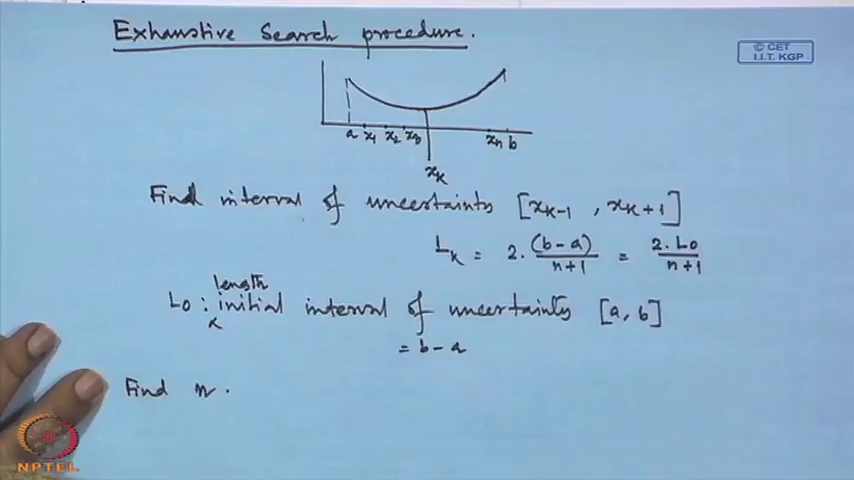 Exhaustive Search procedure.
© CET
I.I.T. KGP
a x1 x2 x3 xn b
xk
Find interval of uncertainty [xk-1 , xk+1]
Lk = 2. (b-a)/(n+1) = 2. L0/(n+1)
length
L0 : initial interval of uncertainty [a, b]
= b - a
Find n.
NPTEL